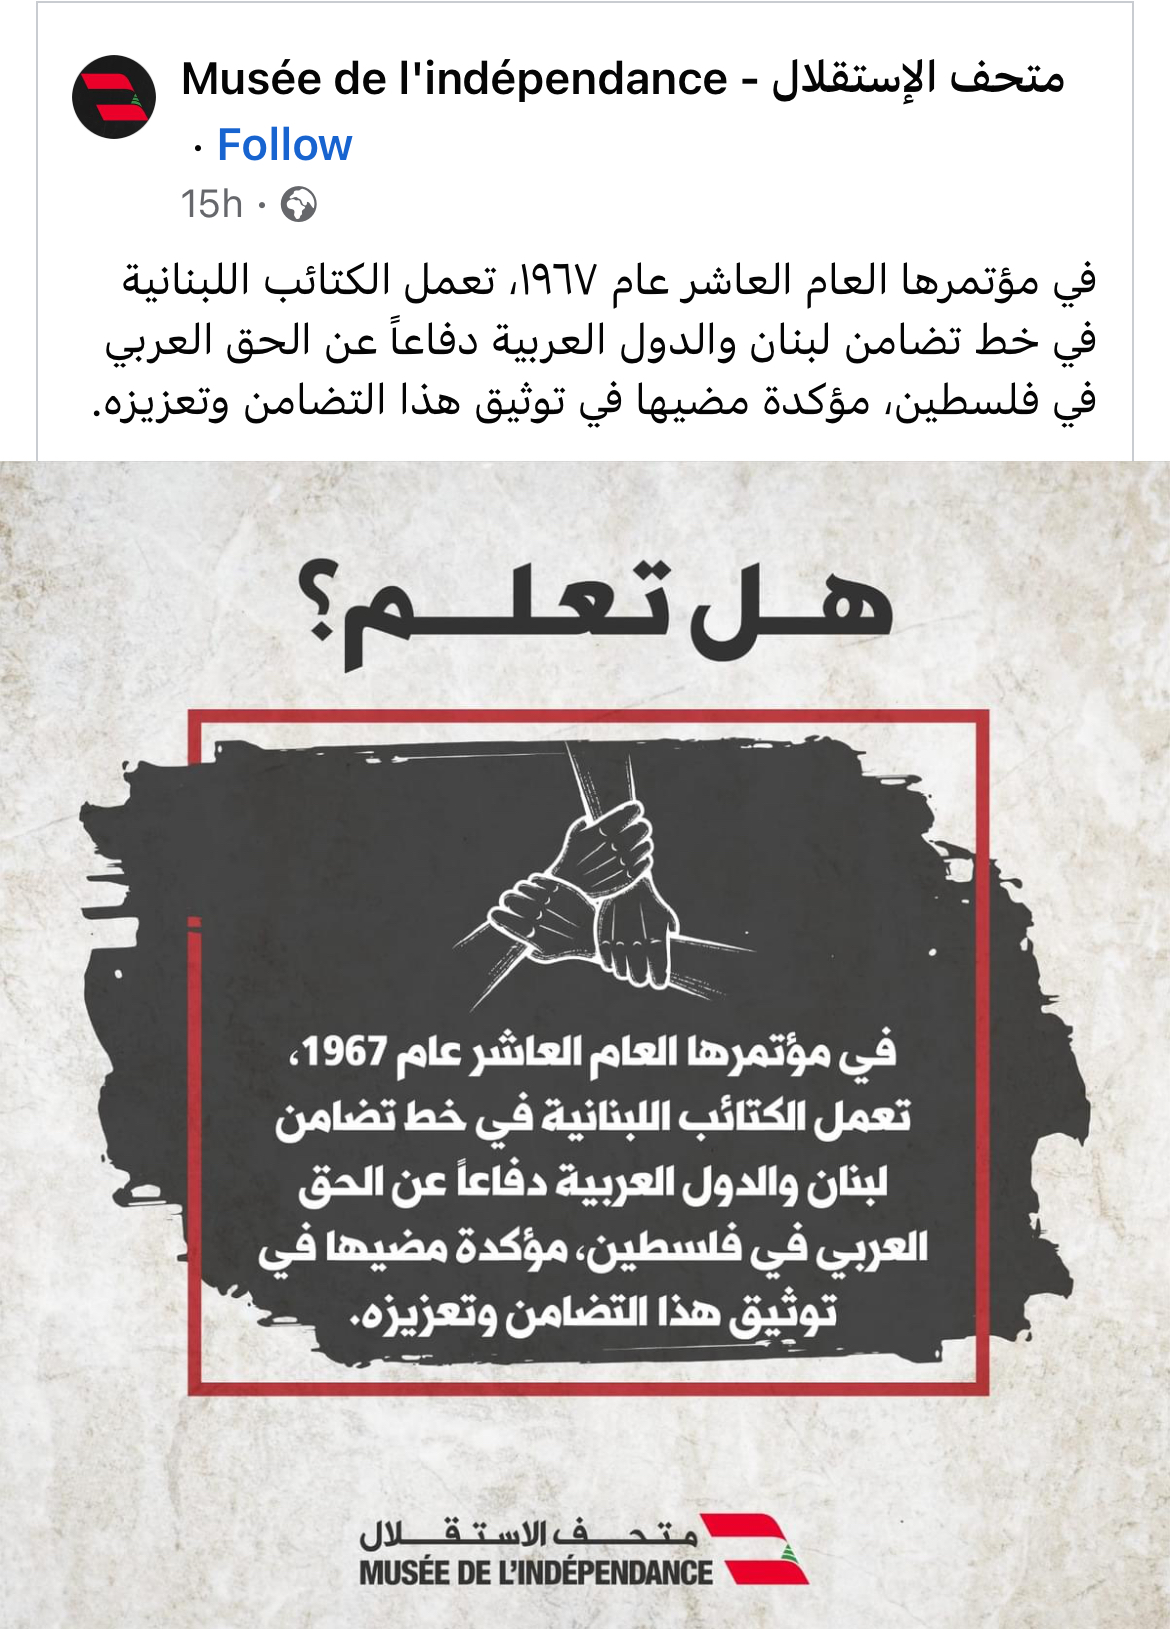 Musée de l'indépendance - متحف الإستقلال
· Follow
15h ·
في مؤتمرها العام العاشر عام ١٩٦٧، تعمل الكتائب اللبنانية
في خط تضامن لبنان والدول العربية دفاعاً عن الحق العربي
في فلسطين، مؤكدة مضيها في توثيق هذا التضامن وتعزيزه.
هل تعلم؟
في مؤتمرها العام العاشر عام 1967،
تعمل الكتائب اللبنانية في خط تضامن
لبنان والدول العربية دفاعاً عن الحق
العربي في فلسطين، مؤكدة مضيها في
توثيق هذا التضامن وتعزيزه.
متحف الاستقلال
MUSÉE DE L'INDÉPENDANCE